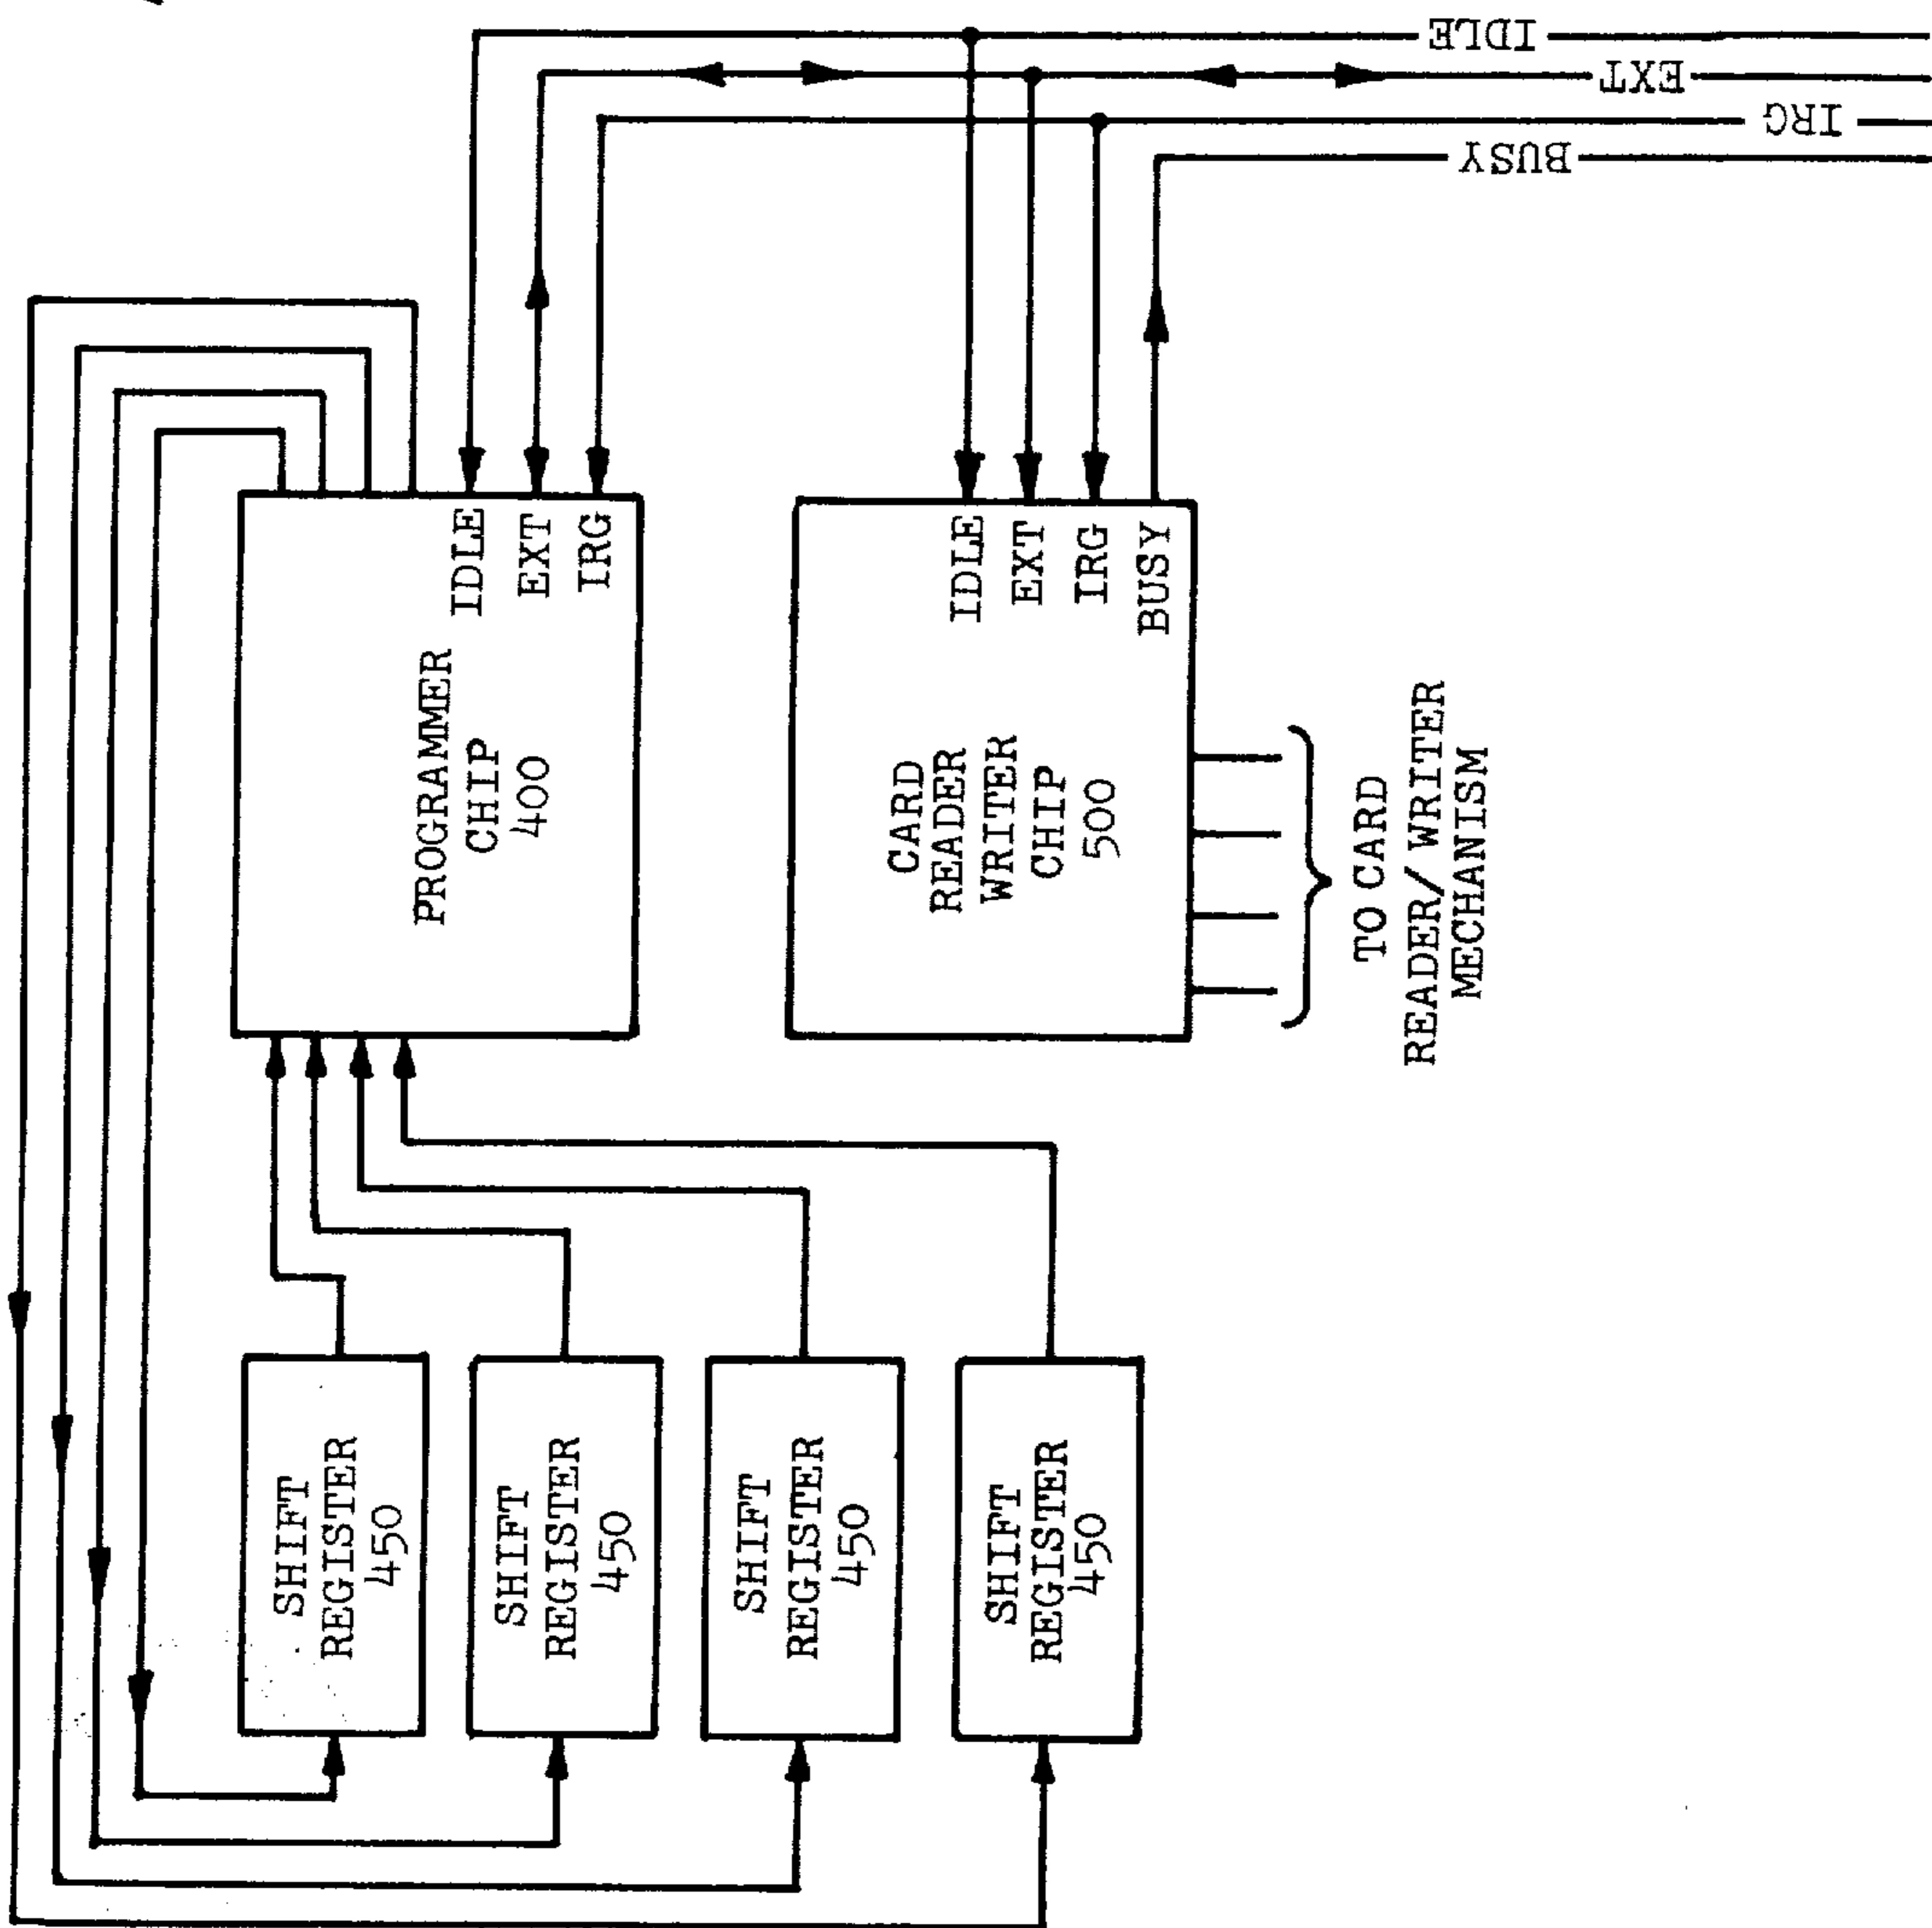 SHIFT
REGISTER
450
SHIFT
REGISTER
450
SHIFT
REGISTER
450
SHIFT
REGISTER
450
PROGRAMMER
CHIP
400
IDLE
EXT
IRG
CARD
READER
WRITER
CHIP
500
IDLE
EXT
IRG
BUSY
TO CARD
READER/WRITER
MECHANISM
IDLE
EXT
IRG
BUSY